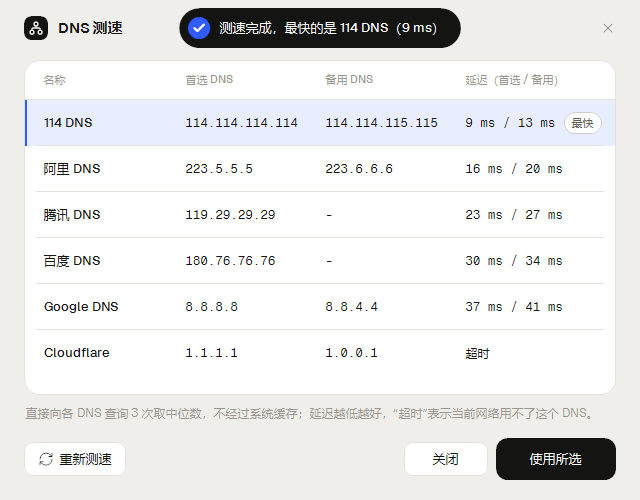 DNS 测速
测速完成，最快的是 114 DNS（9 ms）
名称 首选 DNS 备用 DNS 延迟（首选 / 备用）
114 DNS 114.114.114.114 114.114.115.115 9 ms / 13 ms 最快
阿里 DNS 223.5.5.5 223.6.6.6 16 ms / 20 ms
腾讯 DNS 119.29.29.29 - 23 ms / 27 ms
百度 DNS 180.76.76.76 - 30 ms / 34 ms
Google DNS 8.8.8.8 8.8.4.4 37 ms / 41 ms
Cloudflare 1.1.1.1 1.0.0.1 超时
直接向各 DNS 查询 3 次取中位数，不经过系统缓存；延迟越低越好，“超时”表示当前网络用不了这个 DNS。
重新测速 关闭 使用所选